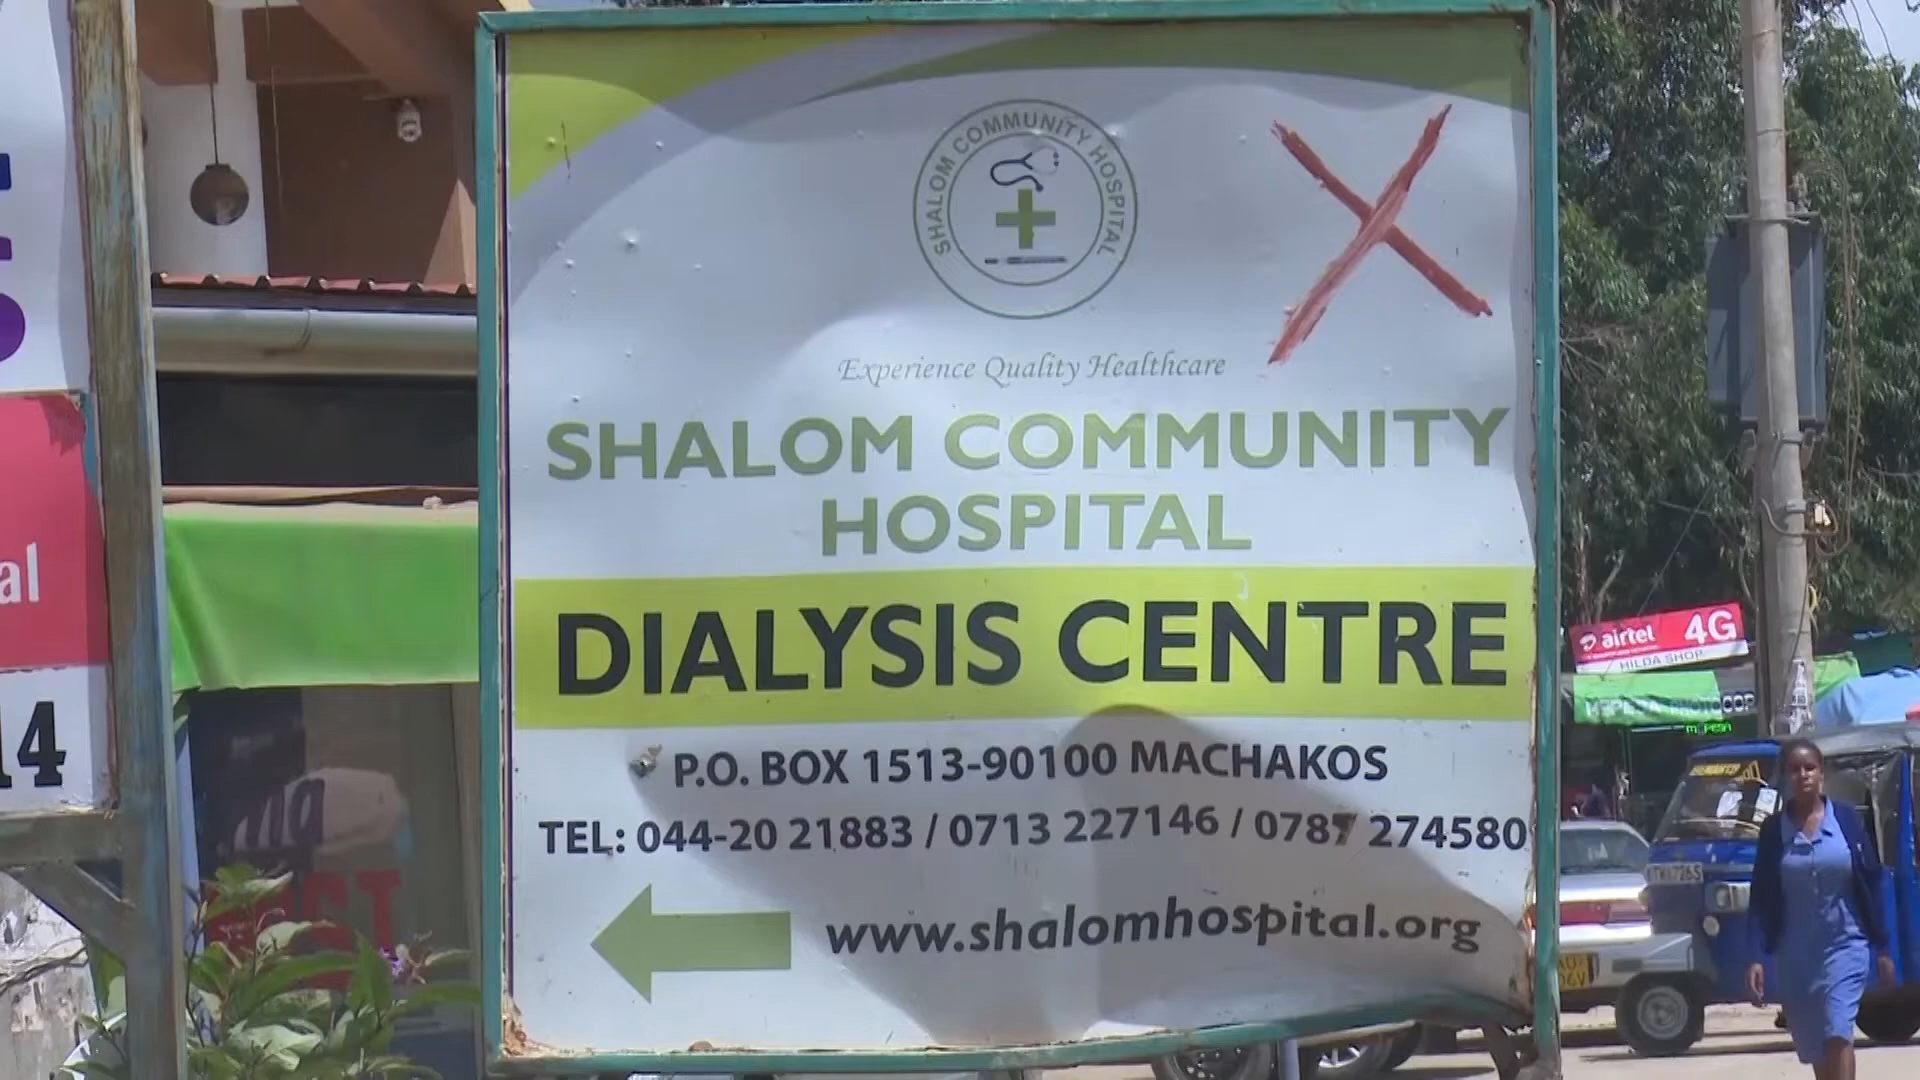 SHALOM COMMUNITY HOSPITAL
Experience Quality Healthcare
SHALOM COMMUNITY
HOSPITAL
DIALYSIS CENTRE
P.O. BOX 1513-90100 MACHAKOS
TEL: 044-20 21883 / 0713 227146 / 0787 274580
www.shalomhospital.org
al
14
airtel 4G
HILDA SHOP